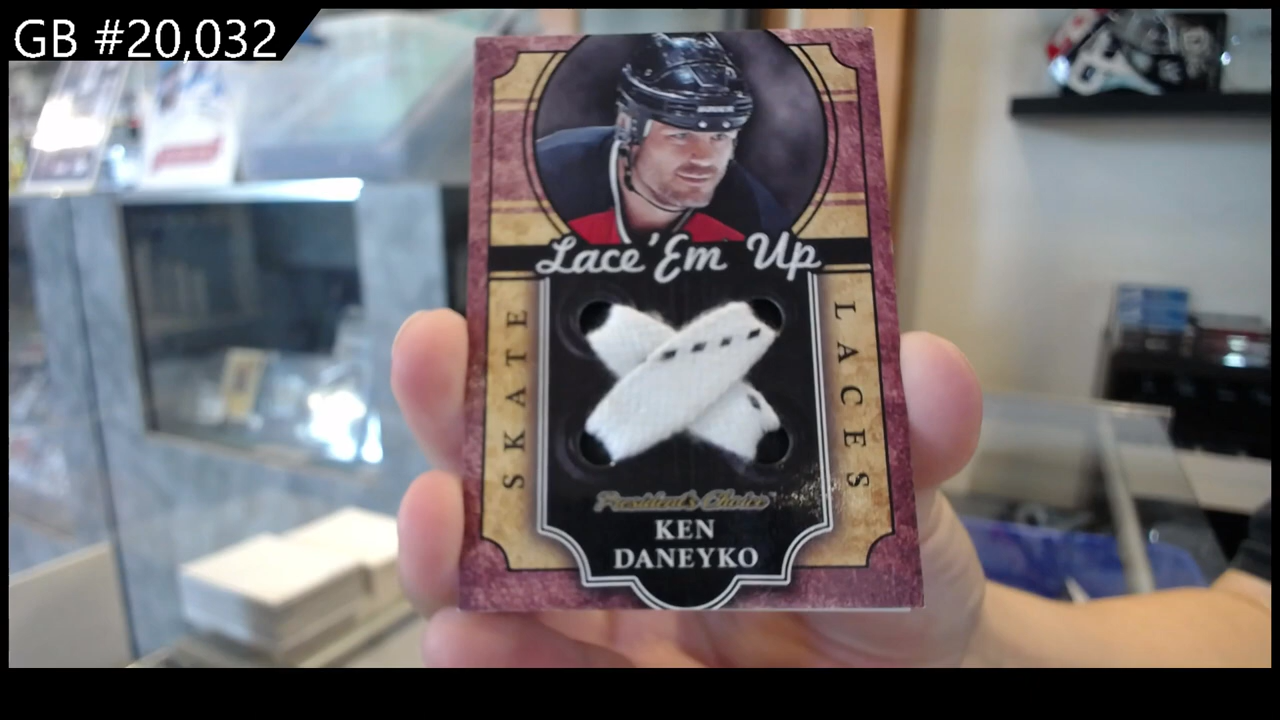 GB #20,032
Lace 'Em Up
SKATE
LACES
President's Choice
KEN
DANEYKO